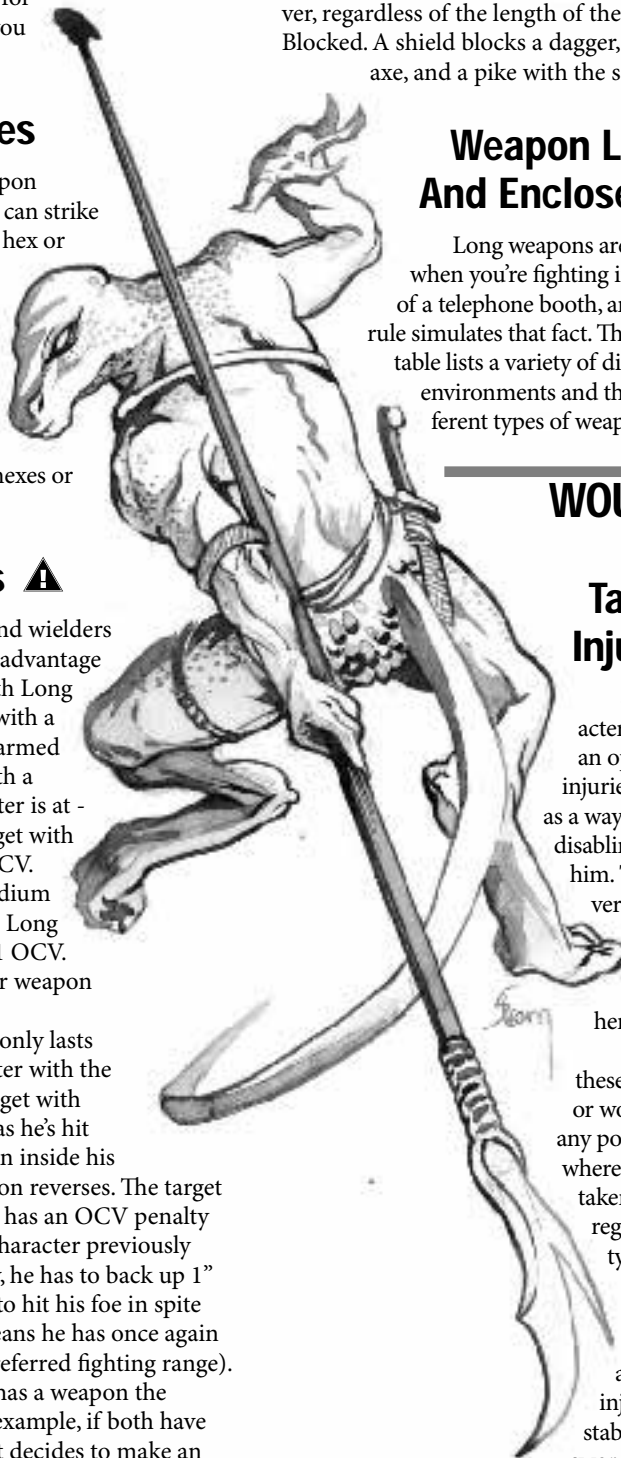 for
you
es
pon
can strike
hex or
hexes or
s
nd wielders
advantage
th Long
with a
armed
th a
ter is at -
get with
CV.
dium
Long
1 OCV.
r weapon
only lasts
ter with the
get with
as he's hit
n inside his
on reverses. The target
has an OCV penalty
haracter previously
, he has to back up 1”
to hit his foe in spite
eans he has once again
referred fighting range).
has a weapon the
example, if both have
t decides to make an
ver, regardless of the length of the
Blocked. A shield blocks a dagger,
axe, and a pike with the s
Weapon L
And Enclose
Long weapons are
when you're fighting i
of a telephone booth, a
rule simulates that fact. Th
table lists a variety of di
environments and th
ferent types of weap
WOU
Ta
Inju
acter
an op
injurie
as a way
disablin
him. T
ver
her
these
or wo
any po
where
taken
reg
ty
a
inj
stab